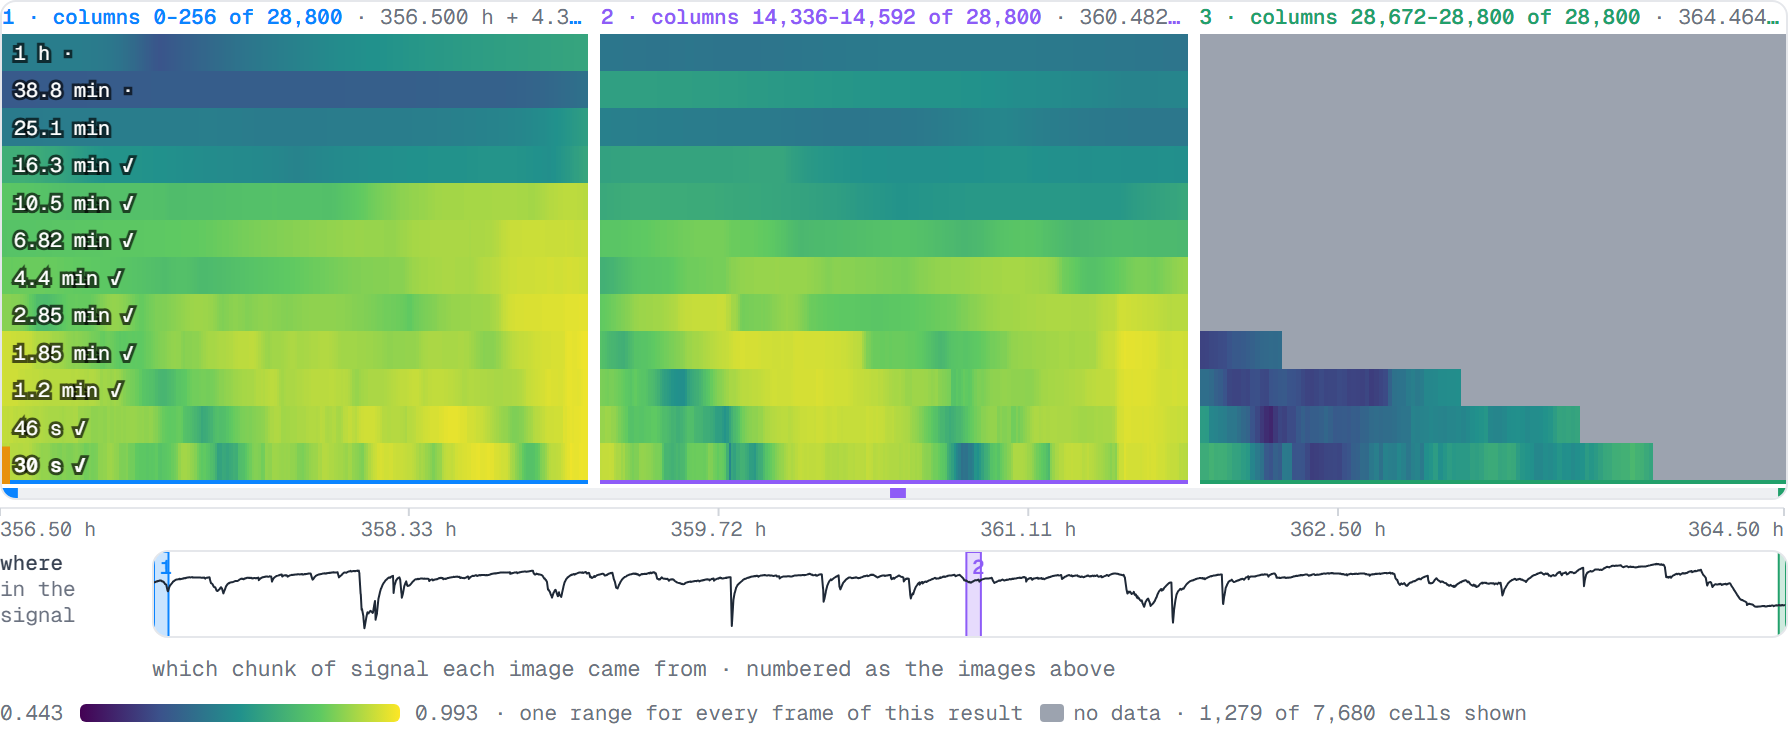 1 · columns 0–256 of 28,800 · 356.500 h + 4.3…
2 · columns 14,336–14,592 of 28,800 · 360.482…
3 · columns 28,672–28,800 of 28,800 · 364.464…
1 h ·
38.8 min ·
25.1 min
16.3 min ✓
10.5 min ✓
6.82 min ✓
4.4 min ✓
2.85 min ✓
1.85 min ✓
1.2 min ✓
46 s ✓
30 s ✓
356.50 h 358.33 h 359.72 h 361.11 h 362.50 h 364.50 h
where
in the
signal
1
2
which chunk of signal each image came from · numbered as the images above
0.443 0.993 · one range for every frame of this result no data · 1,279 of 7,680 cells shown